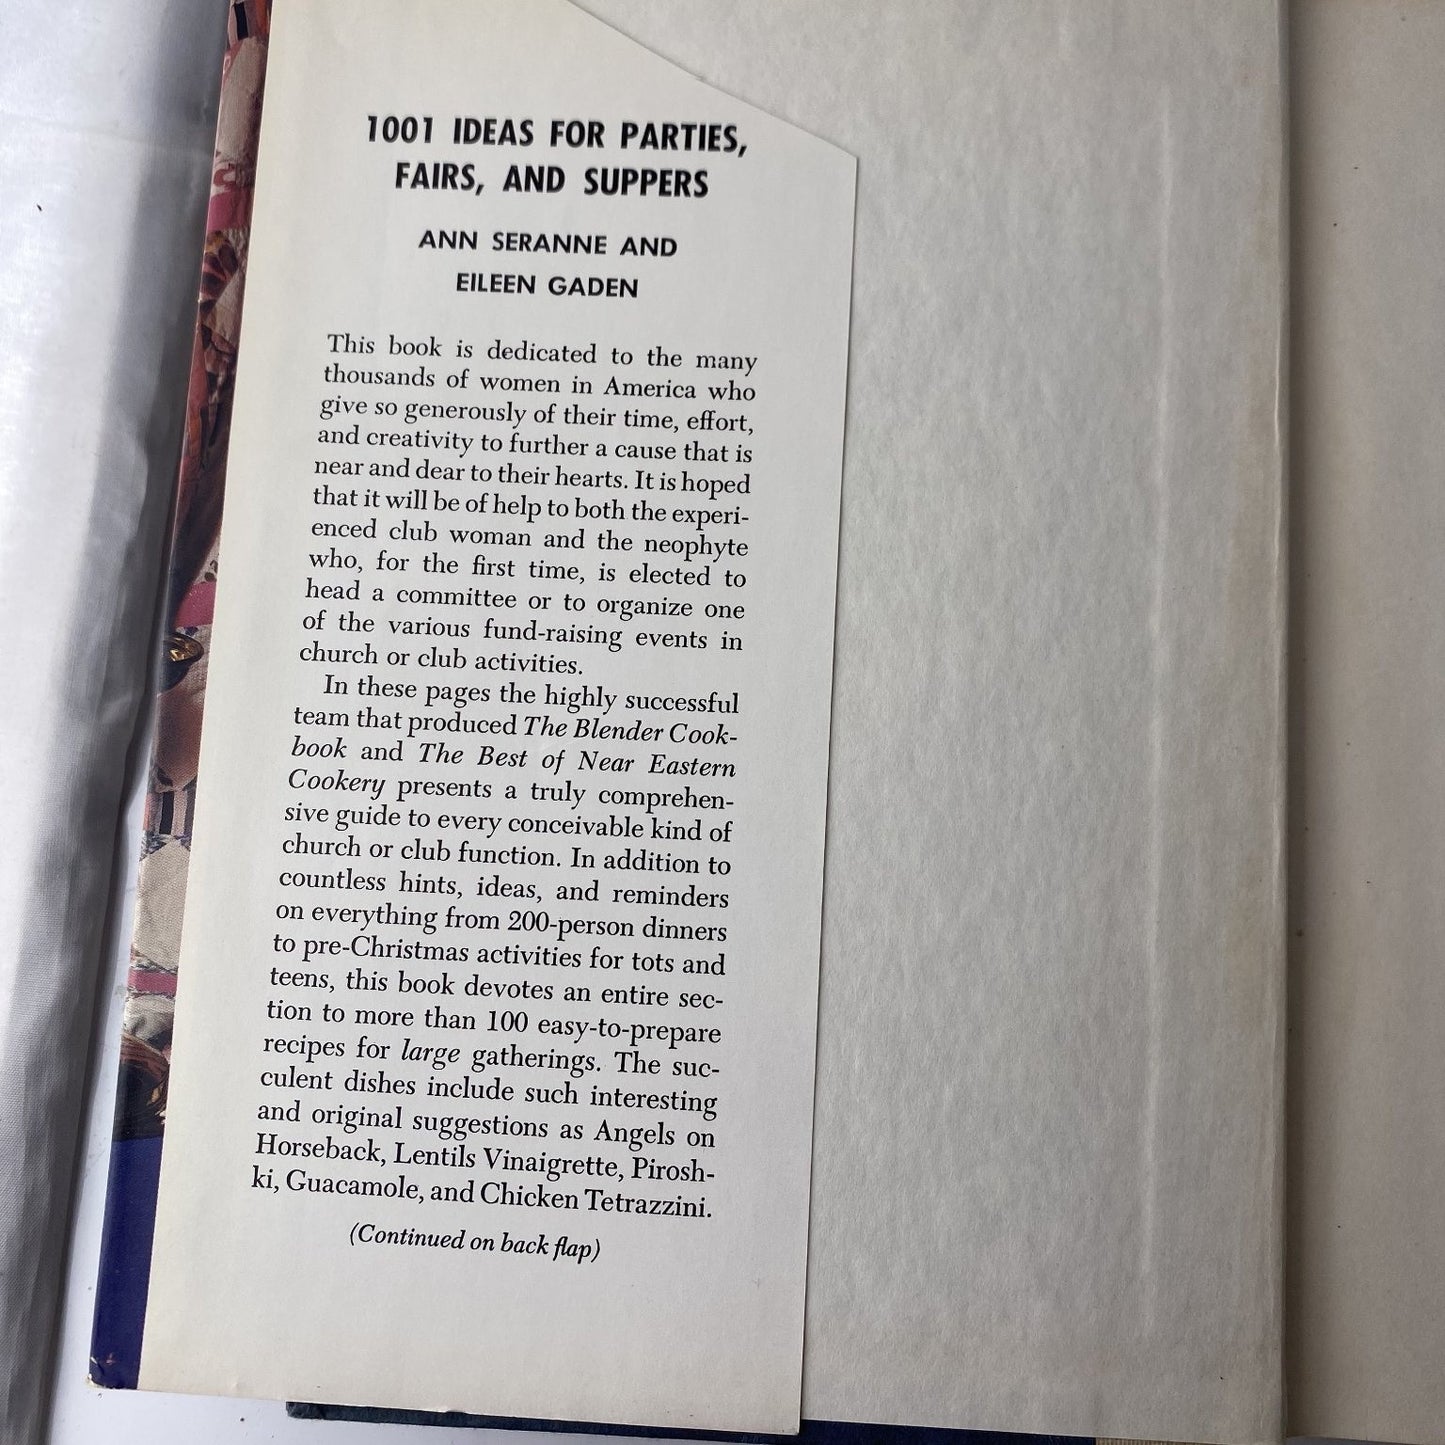 1001 IDEAS FOR PARTIES,
FAIRS, AND SUPPERS
ANN SERANNE AND
EILEEN GADEN
This book is dedicated to the many
thousands of women in America who
give so generously of their time, effort,
and creativity to further a cause that is
near and dear to their hearts. It is hoped
that it will be of help to both the experi-
enced club woman and the neophyte
who, for the first time, is elected to
head a committee or to organize one
of the various fund-raising events in
church or club activities.
In these pages the highly successful
team that produced The Blender Cook-
book and The Best of Near Eastern
Cookery presents a truly comprehen-
sive guide to every conceivable kind of
church or club function. In addition to
countless hints, ideas, and reminders
on everything from 200-person dinners
to pre-Christmas activities for tots and
teens, this book devotes an entire sec-
tion to more than 100 easy-to-prepare
recipes for large gatherings. The suc-
culent dishes include such interesting
and original suggestions as Angels on
Horseback, Lentils Vinaigrette, Pirosh-
ki, Guacamole, and Chicken Tetrazzini.
(Continued on back flap)